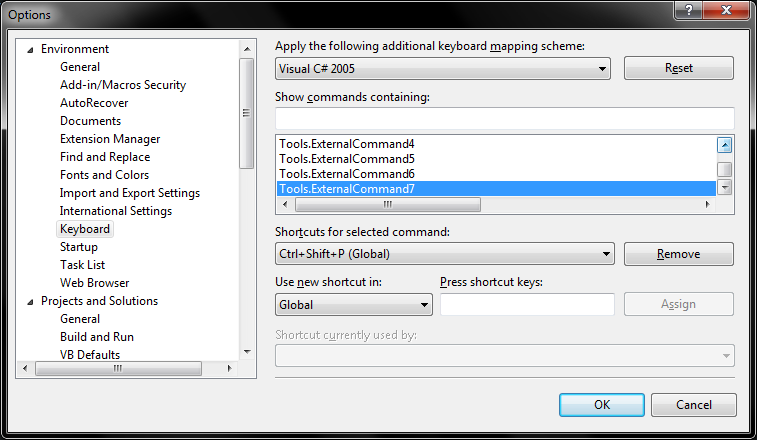 Options
Environment
General
Add-in/Macros Security
AutoRecover
Documents
Extension Manager
Find and Replace
Fonts and Colors
Import and Export Settings
International Settings
Keyboard
Startup
Task List
Web Browser
Projects and Solutions
General
Build and Run
VB Defaults
Apply the following additional keyboard mapping scheme:
Visual C# 2005
Reset
Show commands containing:
Tools.ExternalCommand4
Tools.ExternalCommand5
Tools.ExternalCommand6
Tools.ExternalCommand7
Shortcuts for selected command:
Ctrl+Shift+P (Global)
Remove
Use new shortcut in:
Press shortcut keys:
Global
Assign
Shortcut currently used by:
OK
Cancel